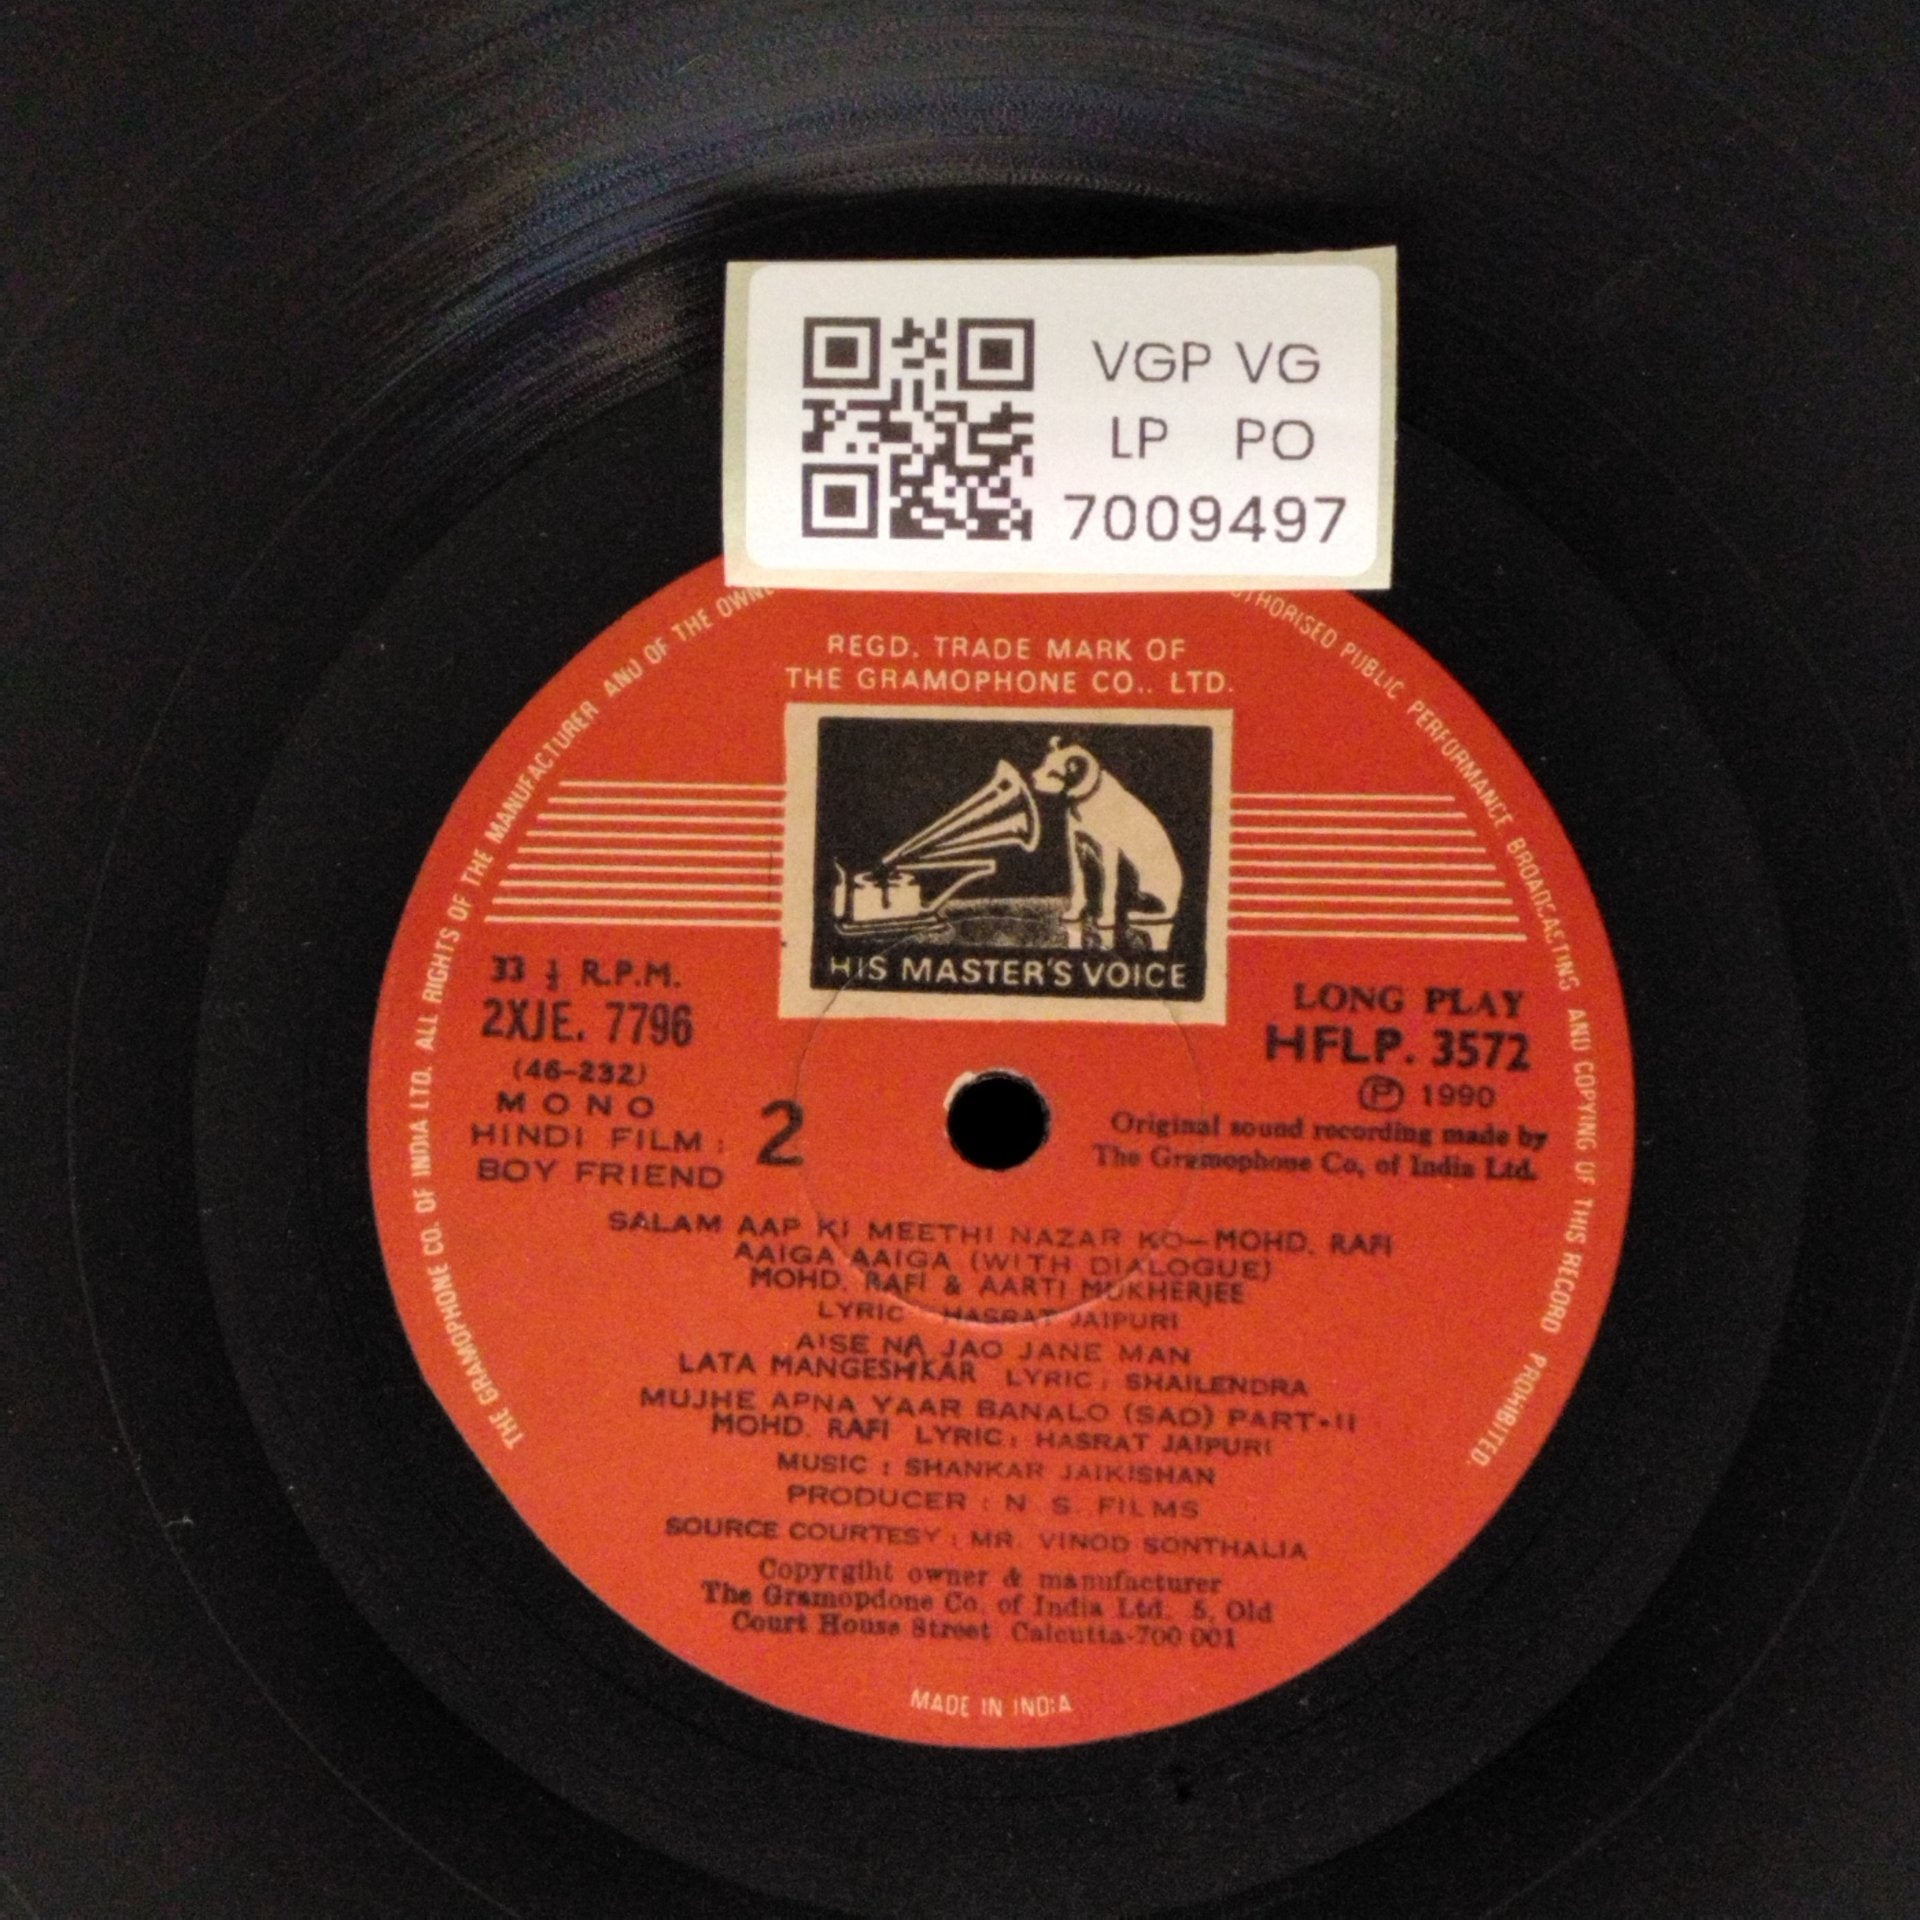 VGP VG
LP PO
7009497
REGD. TRADE MARK OF
THE GRAMOPHONE CO.. LTD.
HIS MASTER'S VOICE
33 ⅓ R.P.M.
2XJE. 7796
(46-232)
MONO
HINDI FILM :
BOY FRIEND
2
LONG PLAY
HFLP. 3572
Ⓟ 1990
Original sound recording made by
The Gramophone Co, of India Ltd.
SALAM AAP KI MEETHI NAZAR KO—MOHD. RAFI
AAIGA AAIGA (WITH DIALOGUE)
MOHD. RAFI & AARTI MUKHERJEE
LYRIC HASRAT JAIPURI
AISE NA JAO JANE MAN
LATA MANGESHKAR LYRIC : SHAILENDRA
MUJHE APNA YAAR BANALO (SAD) PART-II
MOHD. RAFI LYRIC : HASRAT JAIPURI
MUSIC : SHANKAR JAIKISHAN
PRODUCER : N. S. FILMS
SOURCE COURTESY : MR. VINOD SONTHALIA
Copyrgiht owner & manufacturer
The Gramopdone Co. of India Ltd. 5, Old
Court House Street Calcutta-700 001
MADE IN INDIA
THE GRAMOPHONE CO. OF INDIA LTD. ALL RIGHTS OF THE MANUFACTURER AND OF THE
PUBLIC PERFORMANCE BROADCASTING AND COPYING OF THIS RECORD PROHIBITED.